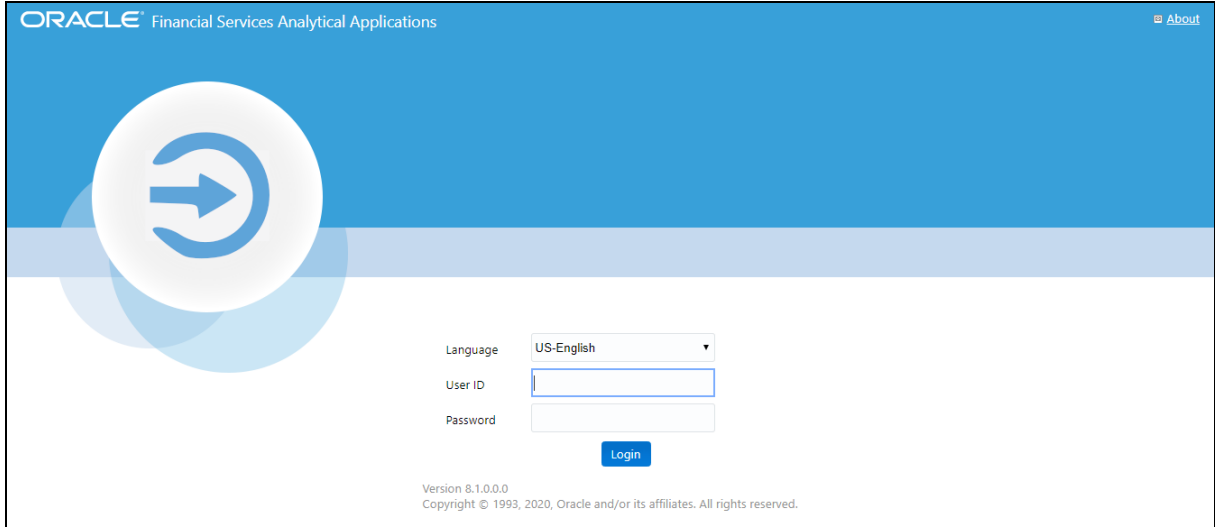 ORACLE® Financial Services Analytical Applications
About
Language US-English
User ID
Password
Login
Version 8.1.0.0.0
Copyright © 1993, 2020, Oracle and/or its affiliates. All rights reserved.